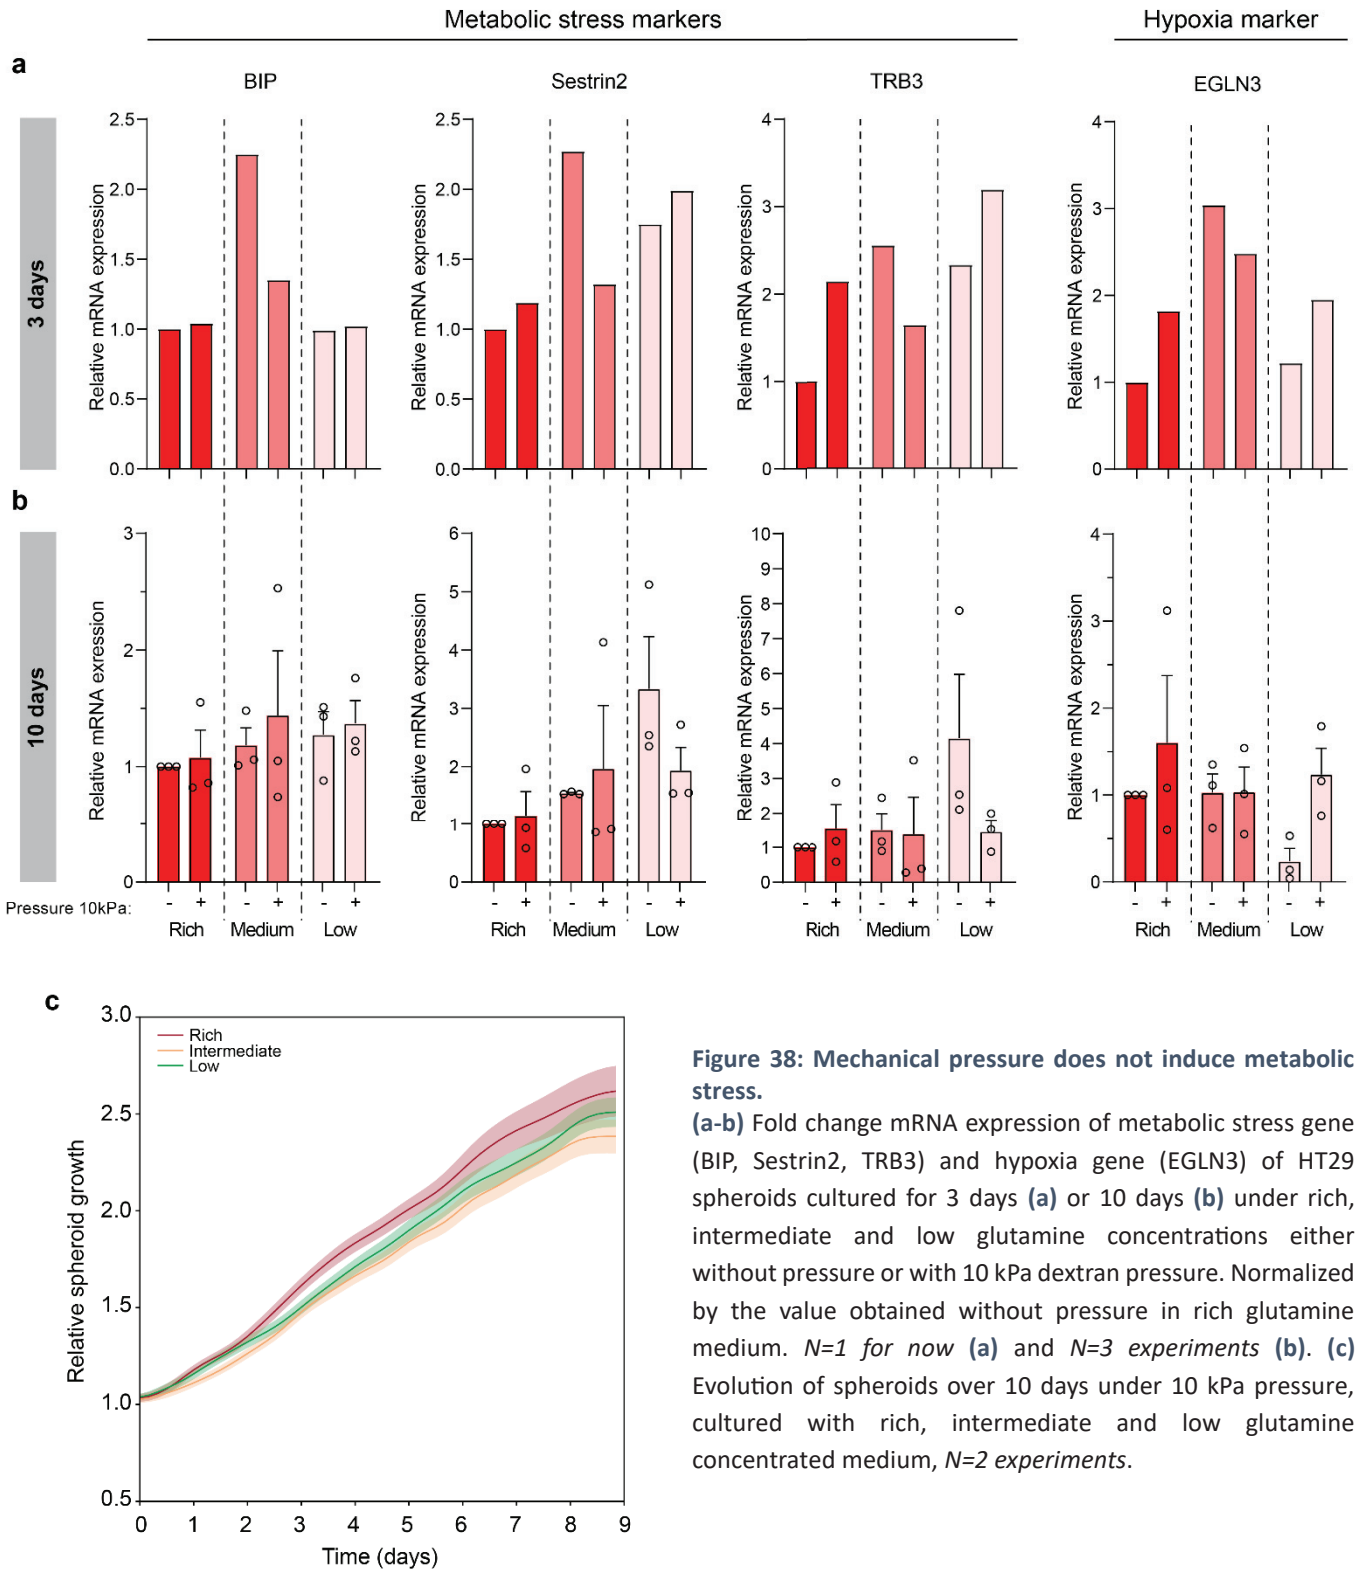 Metabolic stress markers
Hypoxia marker
a
BIP
Sestrin2
TRB3
EGLN3
3 days
Relative mRNA expression
2.5
2.0
1.5
1.0
0.5
0.0
Relative mRNA expression
2.5
2.0
1.5
1.0
0.5
0.0
Relative mRNA expression
4
3
2
1
0
Relative mRNA expression
4
3
2
1
0
b
10 days
Relative mRNA exression
3
2
1
0
Relative mRNA expression
6
5
4
3
2
1
0
Relative mRNA expression
10
9
8
7
6
5
4
3
2
1
0
Relative mRNA expression
4
3
2
1
0
Pressure 10kPa:
- + - + - +
Rich Medium Low
- + - + - +
Rich Medium Low
- + - + - +
Rich Medium Low
- + - + - +
Rich Medium Low
c
Relative spheroid growth
3.0
2.5
2.0
1.5
1.0
0.5
Rich
Intermediate
Low
0 1 2 3 4 5 6 7 8 9
Time (days)
Figure 38: Mechanical pressure does not induce metabolic
stress.
(a-b) Fold change mRNA expression of metabolic stress gene
(BIP, Sestrin2, TRB3) and hypoxia gene (EGLN3) of HT29
spheroids cultured for 3 days (a) or 10 days (b) under rich,
intermediate and low glutamine concentrations either
without pressure or with 10 kPa dextran pressure. Normalized
by the value obtained without pressure in rich glutamine
medium. N=1 for now (a) and N=3 experiments (b). (c)
Evolution of spheroids over 10 days under 10 kPa pressure,
cultured with rich, intermediate and low glutamine
concentrated medium, N=2 experiments.